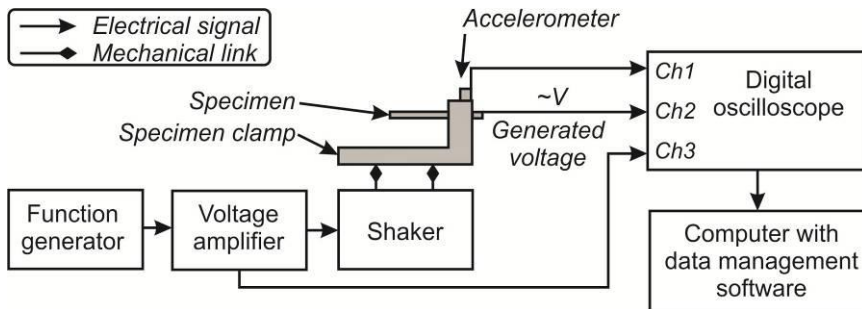 Electrical signal
Mechanical link
Accelerometer
Specimen
Specimen clamp
~V
Generated
voltage
Ch1
Ch2
Ch3
Digital
oscilloscope
Function
generator
Voltage
amplifier
Shaker
Computer with
data management
software